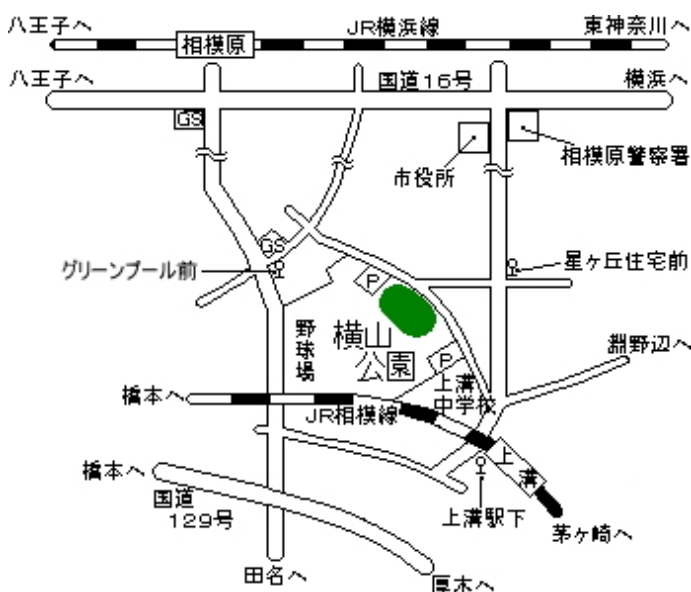 八王子へ
JR横浜線
東神奈川へ
相模原
八王子へ
国道16号
横浜へ
GS
市役所
相模原警察署
GS
グリーンプール前
星ヶ丘住宅前
P
野球場
横山
公園
P
淵野辺へ
上溝
中学校
橋本へ
JR相模線
橋本へ
国道
129号
上溝
上溝駅下
茅ヶ崎へ
田名へ
厚木へ